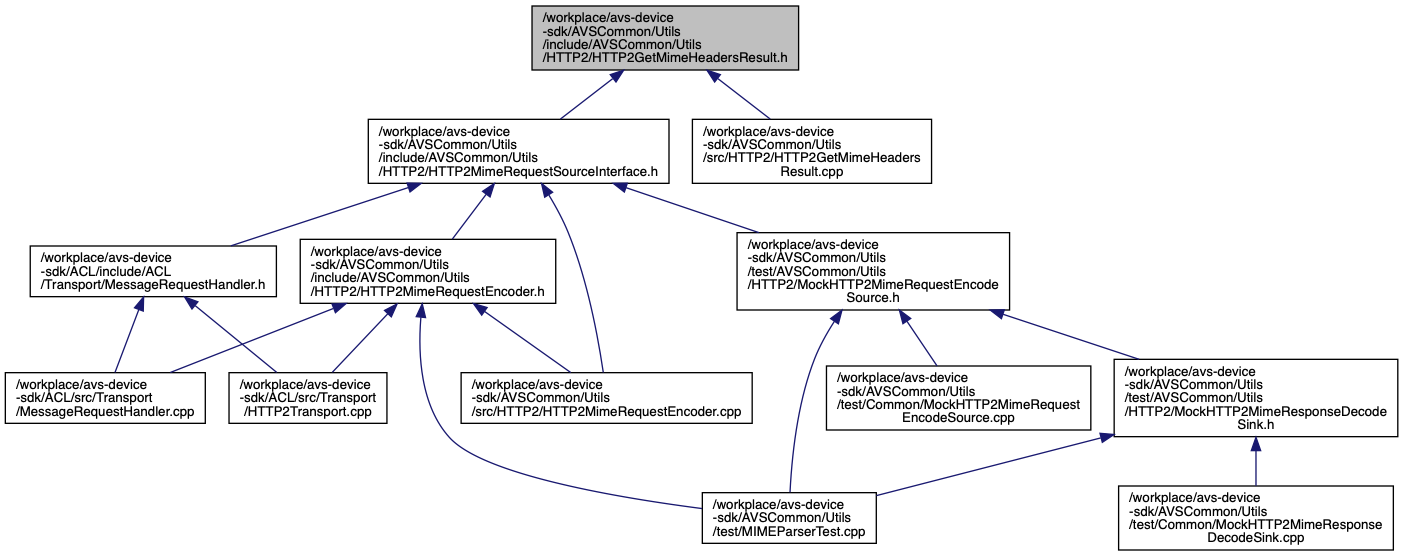 /workplace/avs-device
-sdk/AVSCommon/Utils
/include/AVSCommon/Utils
/HTTP2/HTTP2GetMimeHeadersResult.h
/workplace/avs-device
-sdk/AVSCommon/Utils
/include/AVSCommon/Utils
/HTTP2/HTTP2MimeRequestSourceInterface.h
/workplace/avs-device
-sdk/AVSCommon/Utils
/src/HTTP2/HTTP2GetMimeHeaders
Result.cpp
/workplace/avs-device
-sdk/ACL/include/ACL
/Transport/MessageRequestHandler.h
/workplace/avs-device
-sdk/AVSCommon/Utils
/include/AVSCommon/Utils
/HTTP2/HTTP2MimeRequestEncoder.h
/workplace/avs-device
-sdk/AVSCommon/Utils
/test/AVSCommon/Utils
/HTTP2/MockHTTP2MimeRequestEncode
Source.h
/workplace/avs-device
-sdk/ACL/src/Transport
/MessageRequestHandler.cpp
/workplace/avs-device
-sdk/ACL/src/Transport
/HTTP2Transport.cpp
/workplace/avs-device
-sdk/AVSCommon/Utils
/src/HTTP2/HTTP2MimeRequestEncoder.cpp
/workplace/avs-device
-sdk/AVSCommon/Utils
/test/Common/MockHTTP2MimeRequest
EncodeSource.cpp
/workplace/avs-device
-sdk/AVSCommon/Utils
/test/AVSCommon/Utils
/HTTP2/MockHTTP2MimeResponseDecode
Sink.h
/workplace/avs-device
-sdk/AVSCommon/Utils
/test/MIMEParserTest.cpp
/workplace/avs-device
-sdk/AVSCommon/Utils
/test/Common/MockHTTP2MimeResponse
DecodeSink.cpp